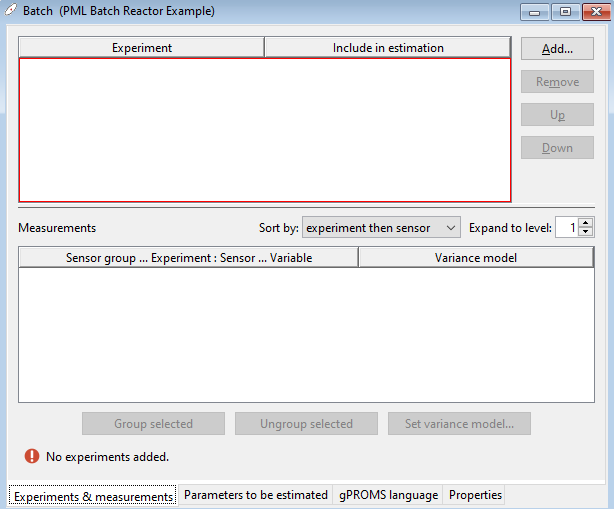 Batch (PML Batch Reactor Example)
Experiment Include in estimation Add...
Remove
Up
Down
Measurements Sort by: experiment then sensor Expand to level: 1
Sensor group ... Experiment : Sensor ... Variable Variance model
Group selected Ungroup selected Set variance model...
No experiments added.
Experiments & measurements Parameters to be estimated gPROMS language Properties